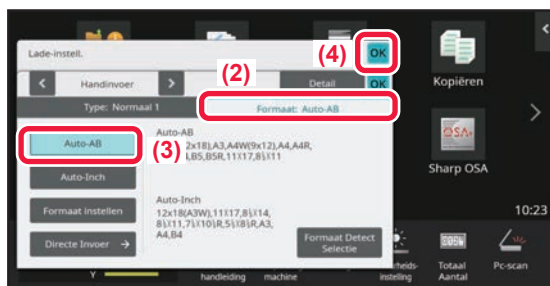 Lade-instell.
(4)
OK
Handinvoer
(2)
Detail
OK
Type: Normaal 1
Formaat: Auto-AB
Auto-AB
(3)
Auto-AB
2x18),A3,A4W(9x12),A4,A4R,
,B5,B5R,11X17,8½X11
Auto-Inch
Auto-Inch
12x18(A3W),11X17,8½X14,
8½X11,7¼X10½R,5½X8½R,A3,
A4,B4
Formaat instellen
Directe Invoer →
Formaat Detect
Selectie
Kopiëren
OSA
Sharp OSA
10:23
Y
handleiding
machine
instelling
Totaal
Aantal
Pc-scan